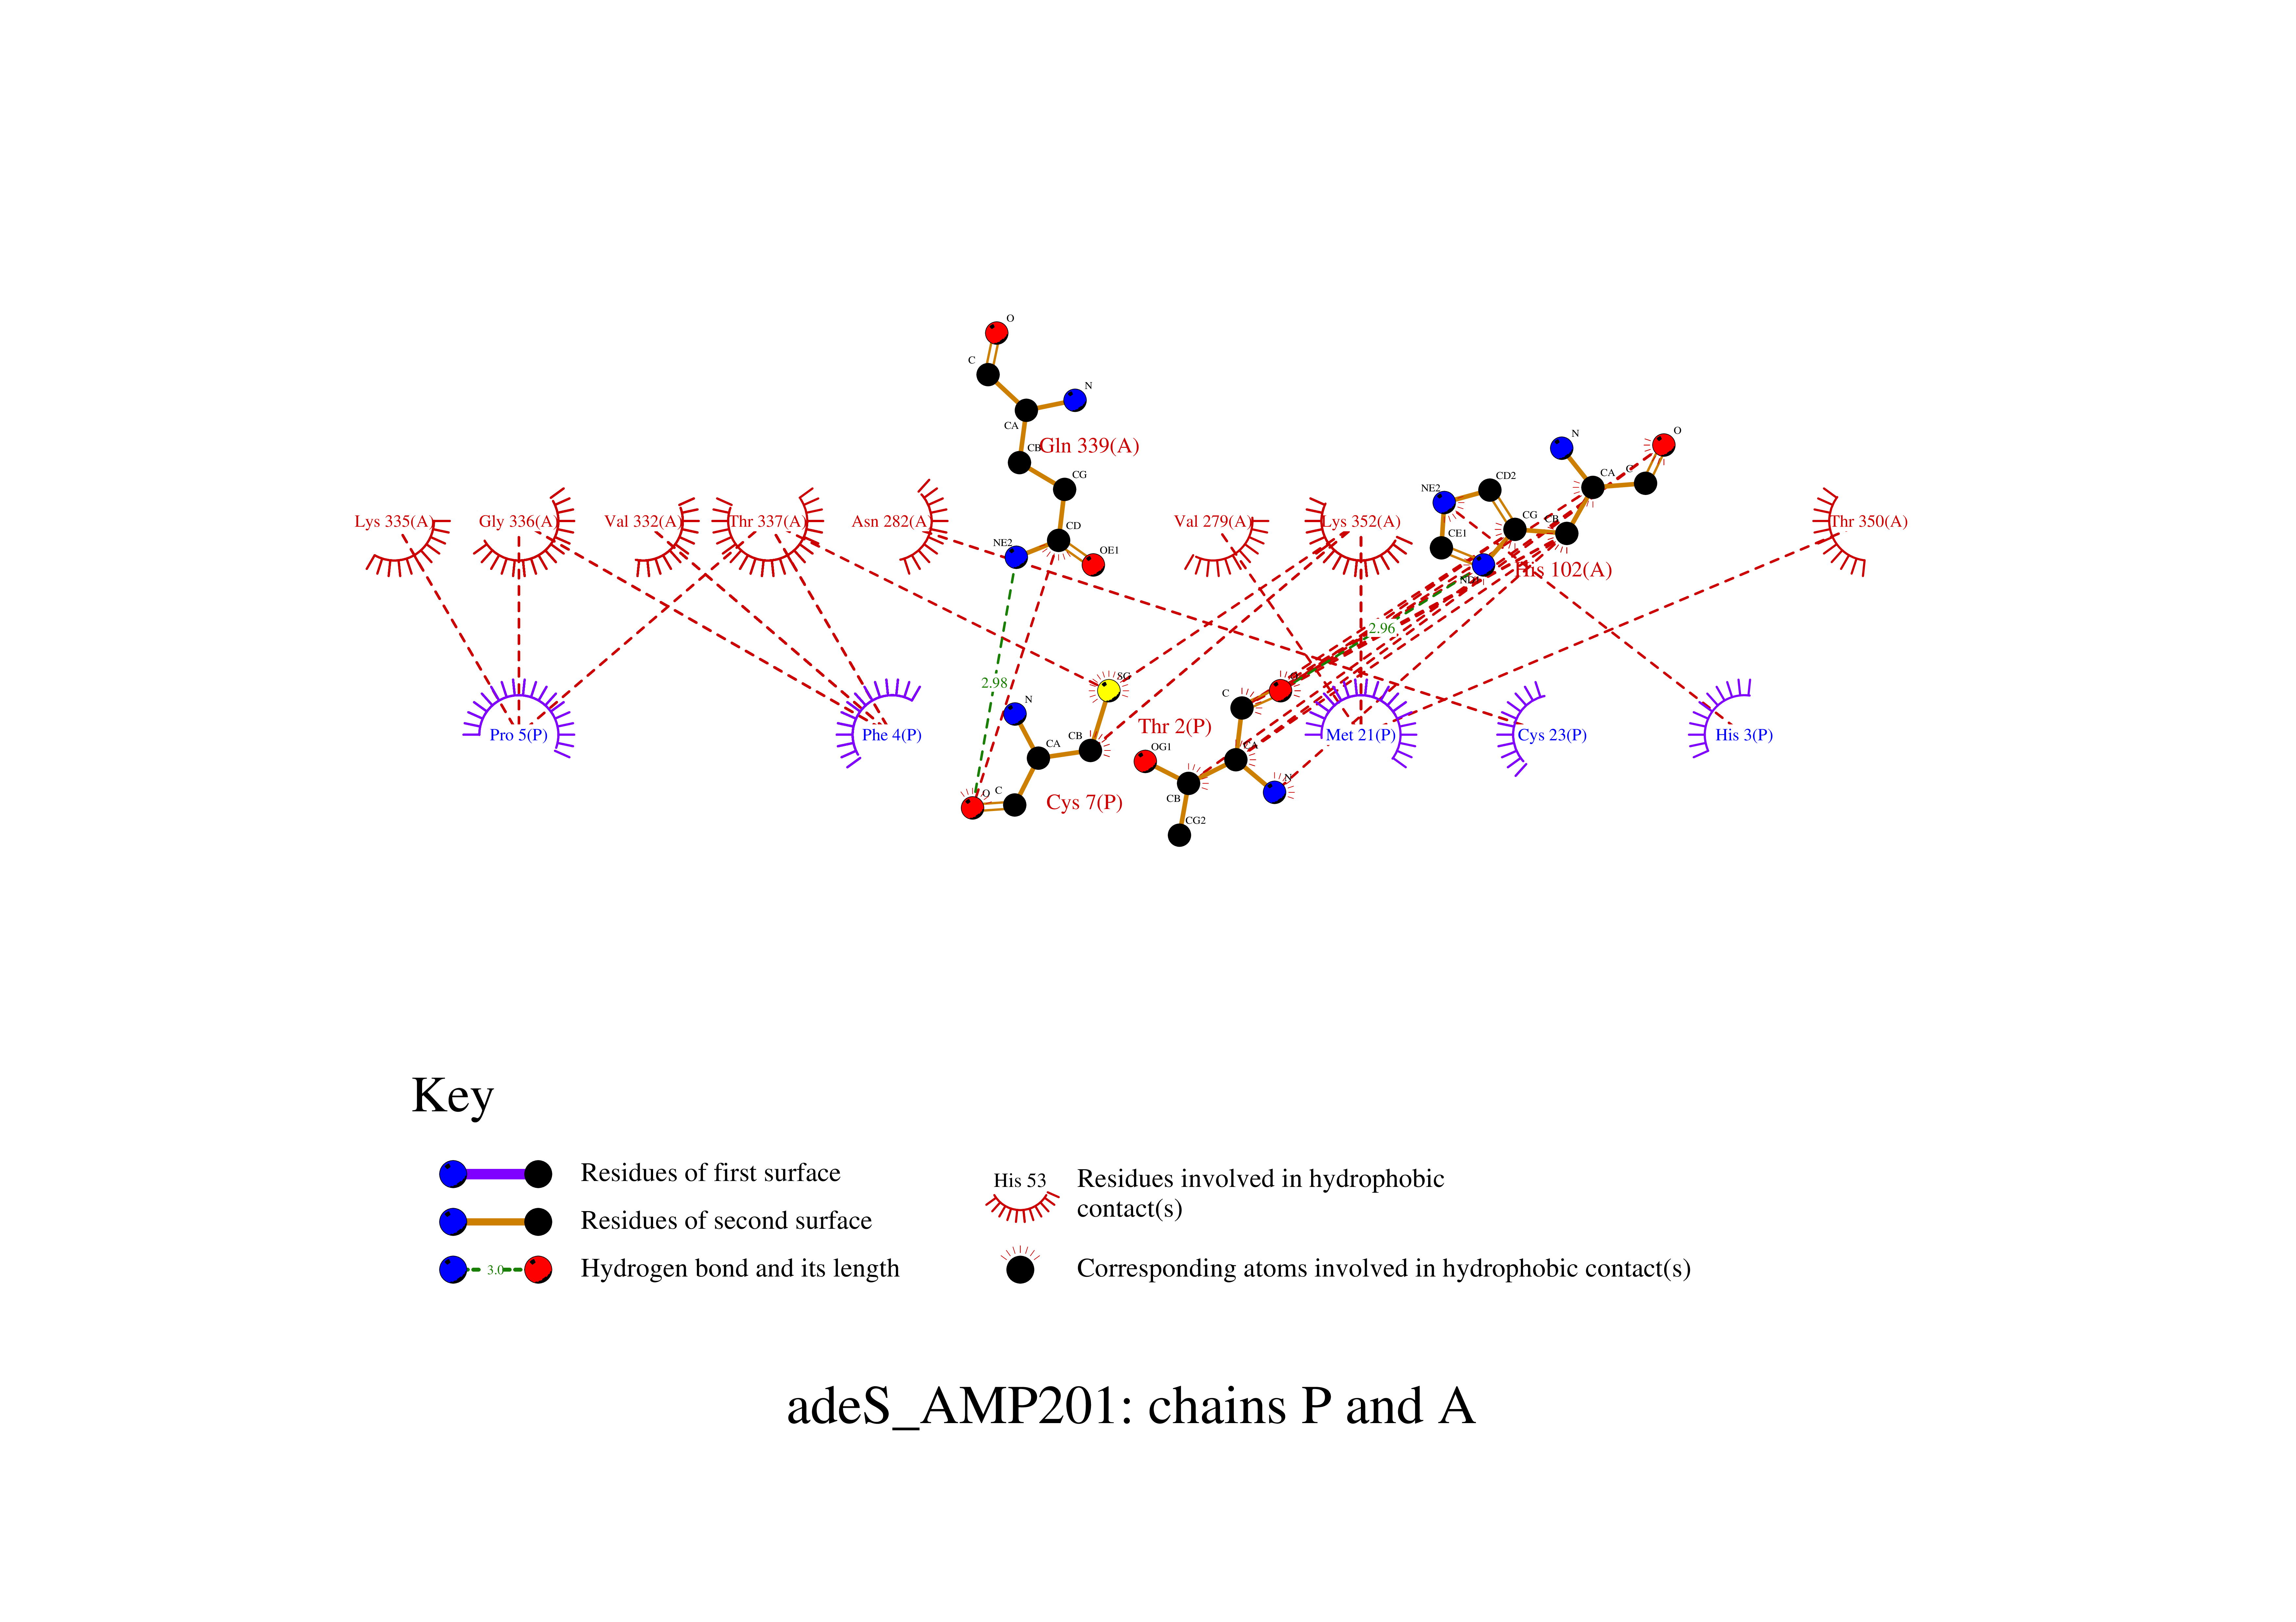 O
C
N
CA
CB
Gln 339(A)
CG
CD
NE2
OE1
N
O
CA
C
CD2
NE2
CG
CB
CE1
ND1
His 102(A)
Lys 335(A)
Gly 336(A)
Val 332(A)
Thr 337(A)
Asn 282(A)
Val 279(A)
Lys 352(A)
Thr 350(A)
2.98
2.96
SG
N
CA
CB
O
C
Cys 7(P)
C
Thr 2(P)
OG1
CA
N
CB
CG2
Pro 5(P)
Phe 4(P)
Met 21(P)
Cys 23(P)
His 3(P)
Key
Residues of first surface
Residues of second surface
3.0
Hydrogen bond and its length
His 53
Residues involved in hydrophobic
contact(s)
Corresponding atoms involved in hydrophobic contact(s)
adeS_AMP201: chains P and A